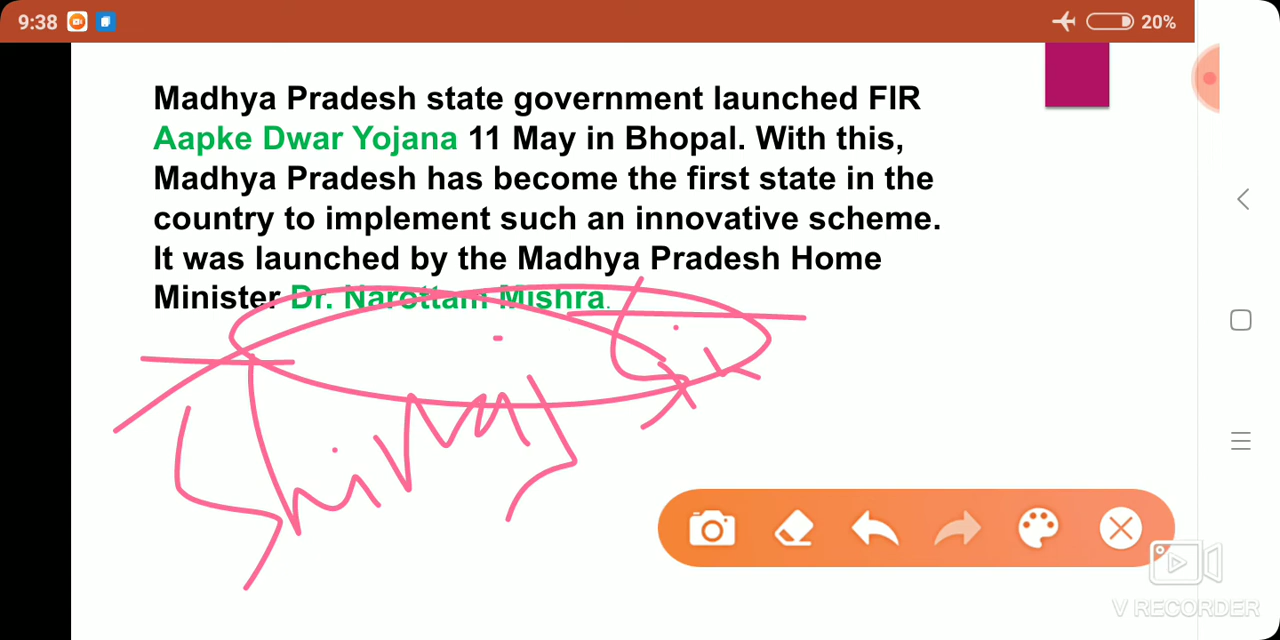 9:38
20%
Madhya Pradesh state government launched FIR
Aapke Dwar Yojana 11 May in Bhopal. With this,
Madhya Pradesh has become the first state in the
country to implement such an innovative scheme.
It was launched by the Madhya Pradesh Home
Minister Dr. Narottam Mishra.
Shivraj
V RECORDER